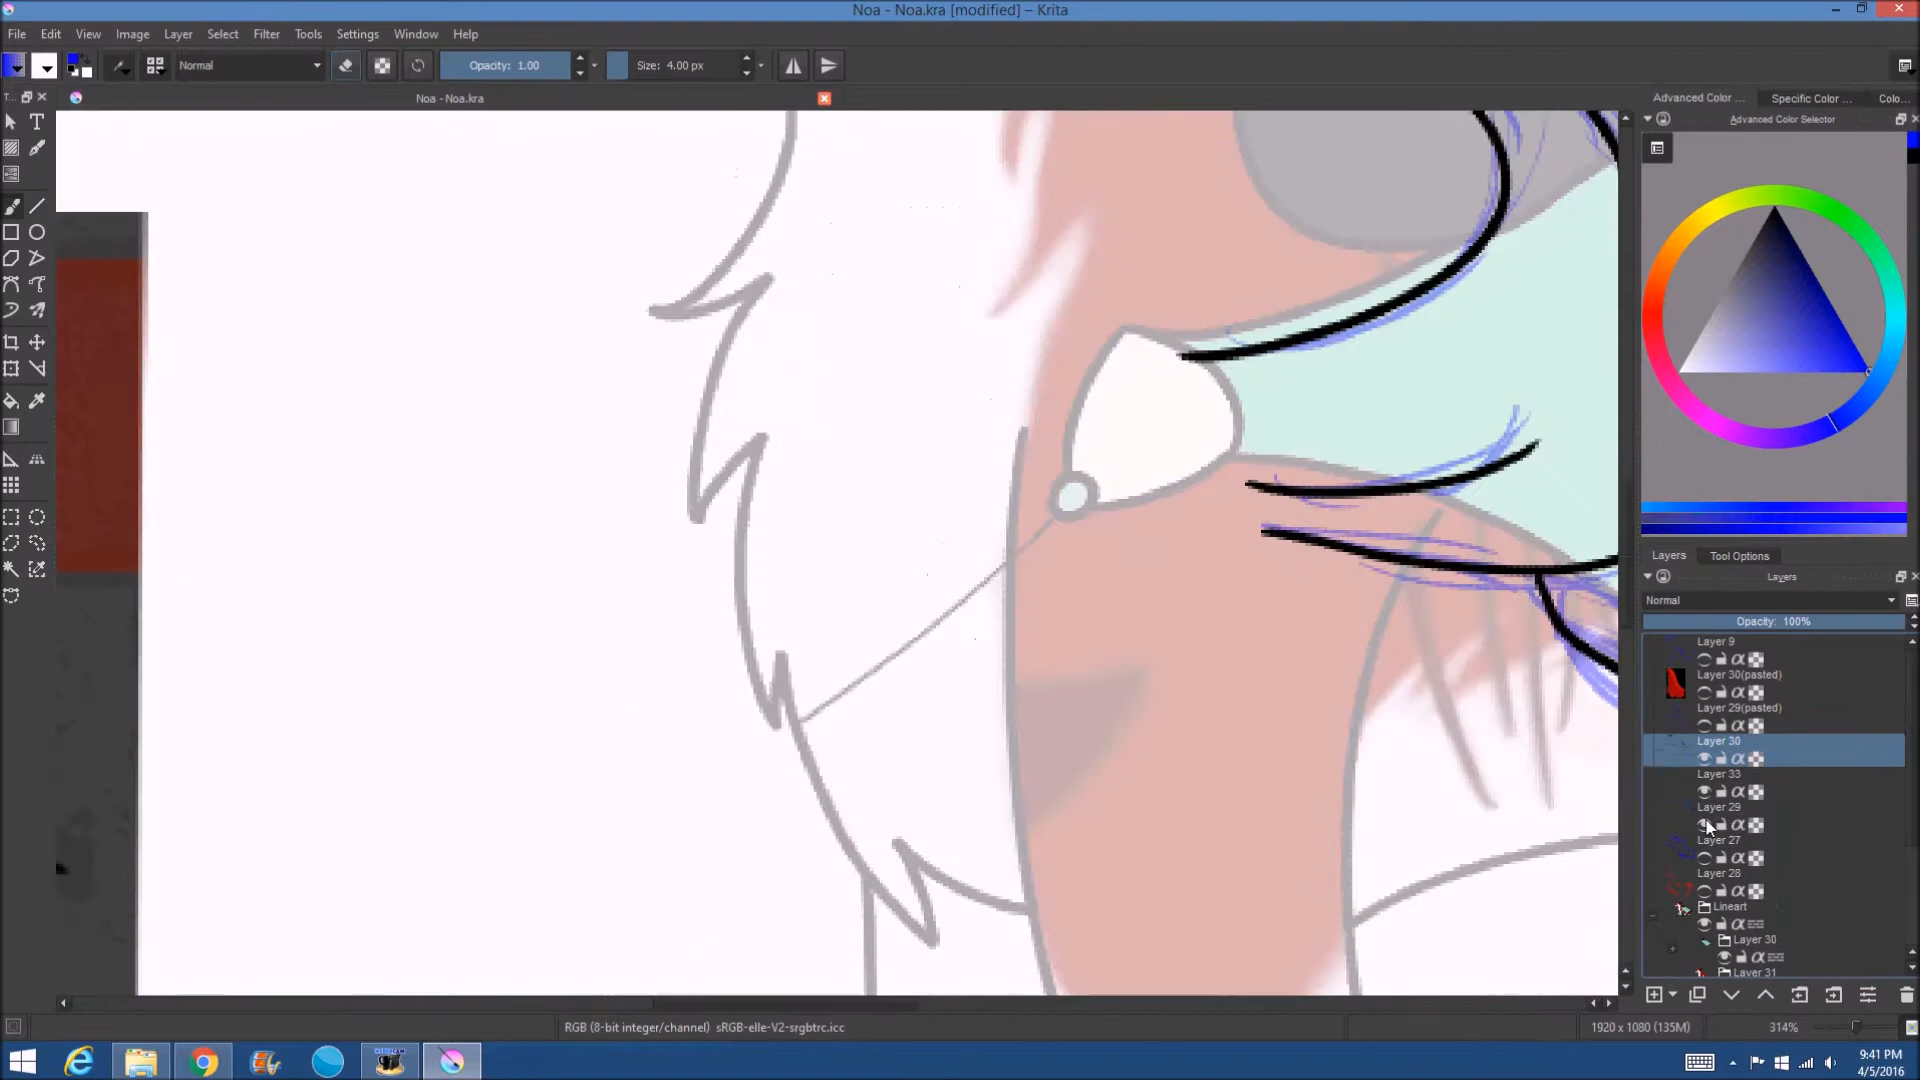 Noa - Noa.kra [modified] – Krita
File Edit View Image Layer Select Filter Tools Settings Window Help
Normal Opacity: 1.00 Size: 4.00 px
T... Noa - Noa.kra Advanced Color ... Specific Color ... Colo...
Advanced Color Selector
Layers Tool Options
Layers
Normal
Opacity: 100%
Layer 9
Layer 30(pasted)
Layer 29(pasted)
Layer 30
Layer 33
Layer 29
Layer 27
Layer 28
Lineart
Layer 30
Layer 31
RGB (8-bit integer/channel) sRGB-elle-V2-srgbtrc.icc 1920 x 1080 (135M) 314%
9:41 PM
4/5/2016